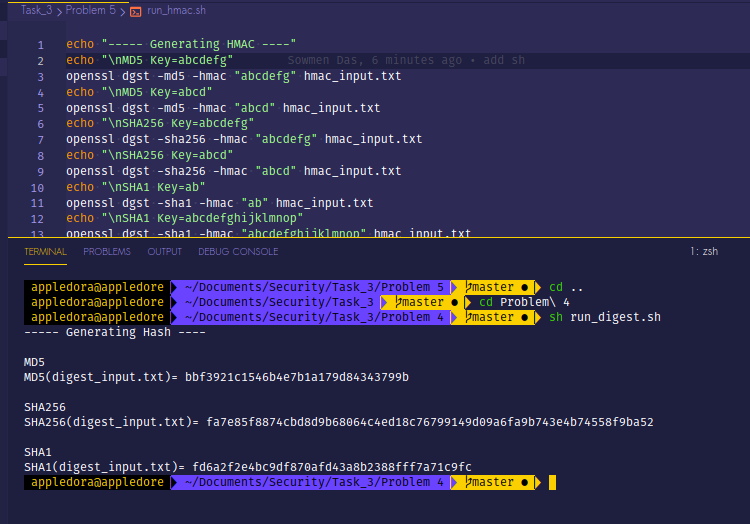 Task_3 > Problem 5 > run_hmac.sh
1 echo "----- Generating HMAC ----"
2 echo "\nMD5 Key=abcdefg" Sowmen Das, 6 minutes ago • add sh
3 openssl dgst -md5 -hmac "abcdefg" hmac_input.txt
4 echo "\nMD5 Key=abcd"
5 openssl dgst -md5 -hmac "abcd" hmac_input.txt
6 echo "\nSHA256 Key=abcdefg"
7 openssl dgst -sha256 -hmac "abcdefg" hmac_input.txt
8 echo "\nSHA256 Key=abcd"
9 openssl dgst -sha256 -hmac "abcd" hmac_input.txt
10 echo "\nSHA1 Key=ab"
11 openssl dgst -sha1 -hmac "ab" hmac_input.txt
12 echo "\nSHA1 Key=abcdefghijklmnop"
13 openssl dgst -sha1 -hmac "abcdefghijklmnop" hmac_input.txt
TERMINAL PROBLEMS OUTPUT DEBUG CONSOLE 1: zsh
appledora@appledore ~/Documents/Security/Task_3/Problem 5 master ● cd ..
appledora@appledore ~/Documents/Security/Task_3 master ● cd Problem\ 4
appledora@appledore ~/Documents/Security/Task_3/Problem 4 master ● sh run_digest.sh
----- Generating Hash ----
MD5
MD5(digest_input.txt)= bbf3921c1546b4e7b1a179d84343799b
SHA256
SHA256(digest_input.txt)= fa7e85f8874cbd8d9b68064c4ed18c76799149d09a6fa9b743e4b74558f9ba52
SHA1
SHA1(digest_input.txt)= fd6a2f2e4bc9df870afd43a8b2388fff7a71c9fc
appledora@appledore ~/Documents/Security/Task_3/Problem 4 master ●